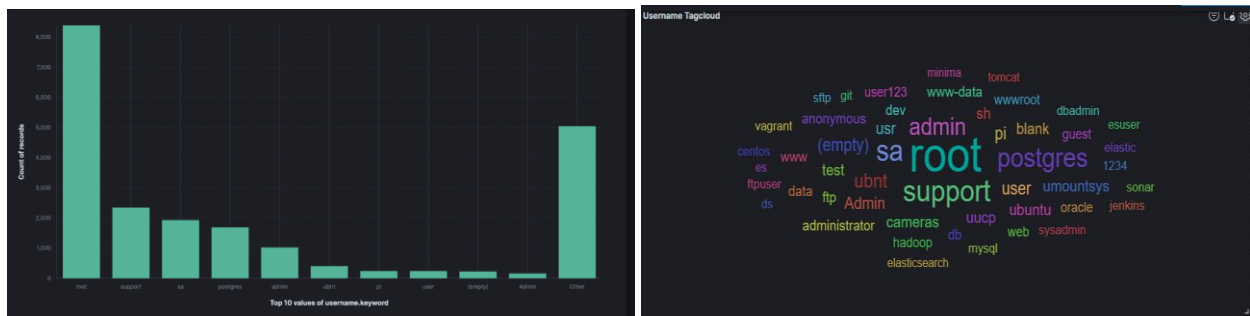 8,000
7,000
6,000
5,000
4,000
3,000
2,000
1,000
0
Count of records
root support sa postgres admin ubnt pi user (empty) Admin Other
Top 10 values of username.keyword
Username Tagcloud
minima tomcat
sftp git user123 www-data wwwroot
dev sh dbadmin
vagrant anonymous usr admin pi blank guest esuser
centos www (empty) sa root postgres elastic
es test 1234
ftpuser data ftp ubnt support user umountsys sonar
ds Admin uucp ubuntu oracle jenkins
administrator cameras db web sysadmin
hadoop mysql
elasticsearch